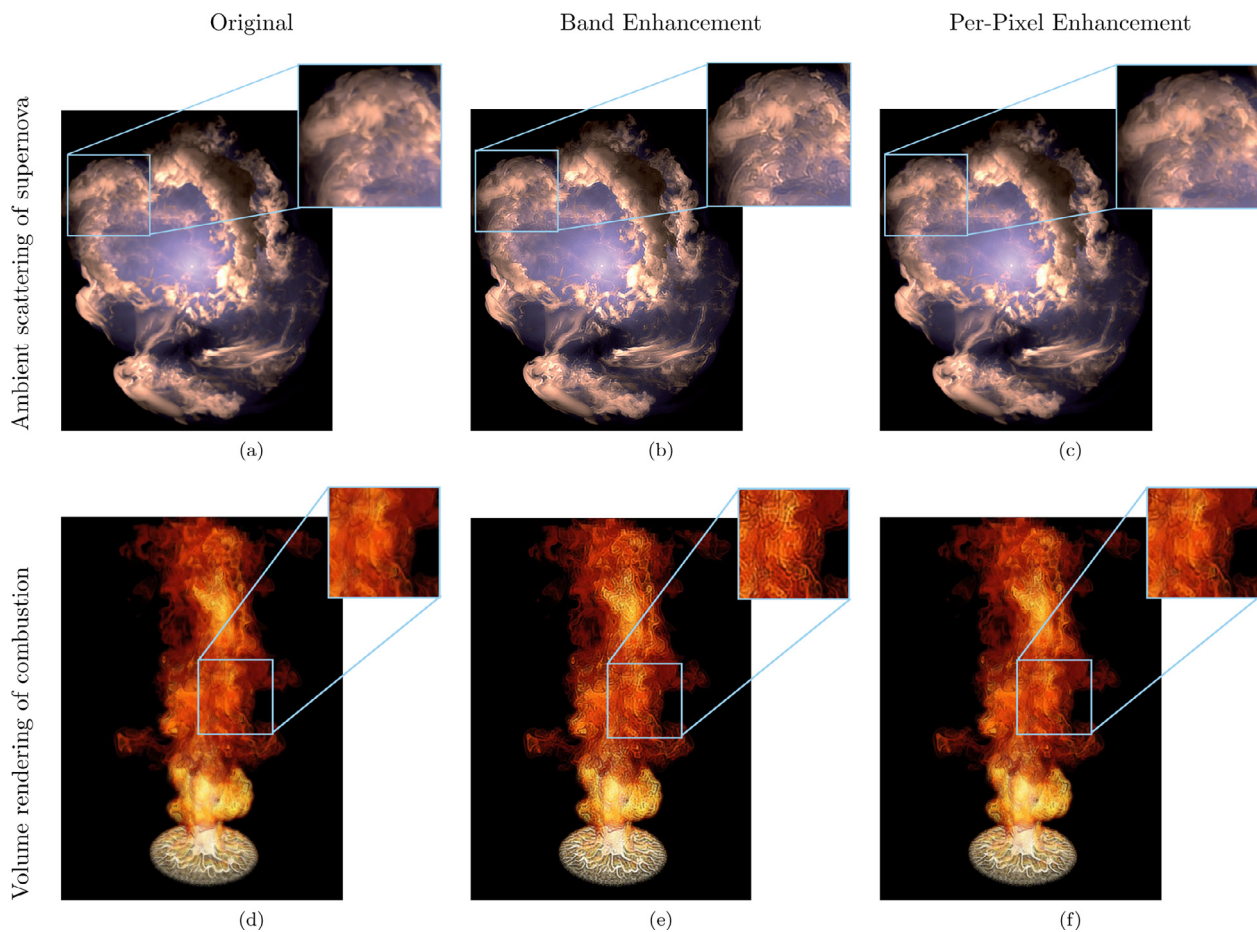 Original
Band Enhancement
Per-Pixel Enhancement
Ambient scattering of supernova
(a)
(b)
(c)
Volume rendering of combustion
(d)
(e)
(f)